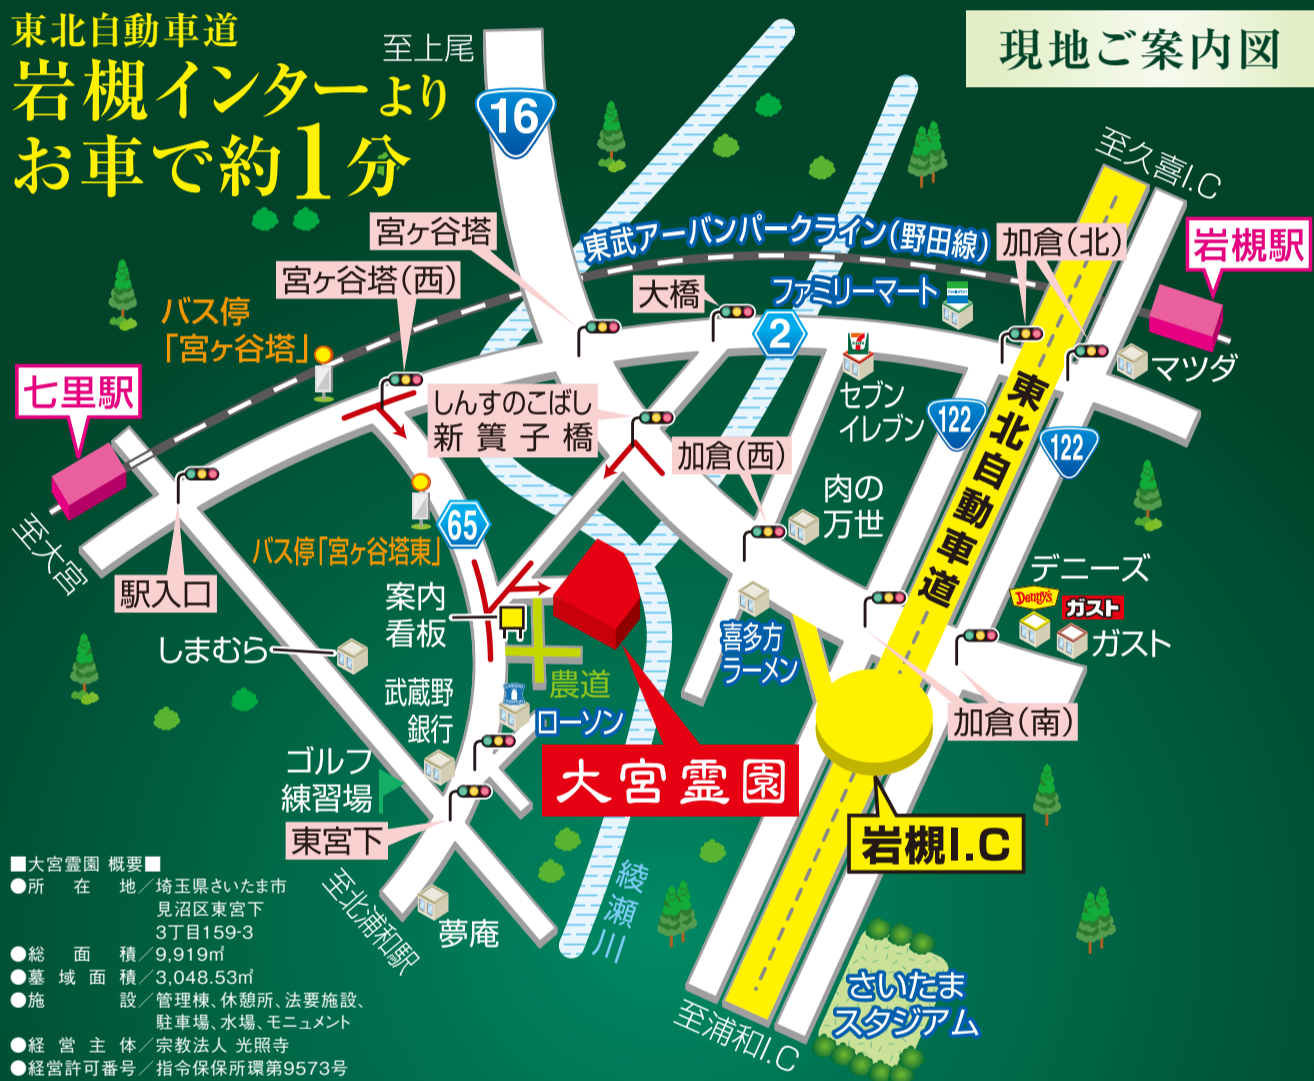 東北自動車道
岩槻インターより
お車で約1分
現地ご案内図
至上尾
16
至久喜I.C
宮ヶ谷塔
東武アーバンパークライン(野田線)
加倉(北)
岩槻駅
宮ヶ谷塔(西)
大橋
ファミリーマート
バス停
「宮ヶ谷塔」
2
マツダ
七里駅
しんすのこばし
新簀子橋
セブン
イレブン
122
122
東北自動車道
加倉(西)
肉の
万世
至大宮
65
バス停「宮ヶ谷塔東」
駅入口
案内
看板
デニーズ
Denny's
ガスト
ガスト
しまむら
喜多方
ラーメン
農道
武蔵野
銀行
ローソン
加倉(南)
ゴルフ
練習場
大宮霊園
東宮下
岩槻I.C
綾瀬川
至北浦和駅
夢庵
さいたま
スタジアム
至浦和I.C
■大宮霊園 概要■
●所在地／埼玉県さいたま市
見沼区東宮下
3丁目159-3
●総面積／9,919㎡
●墓域面積／3,048.53㎡
●施設／管理棟、休憩所、法要施設、
駐車場、水場、モニュメント
●経営主体／宗教法人 光照寺
●経営許可番号／指令保保所環第9573号